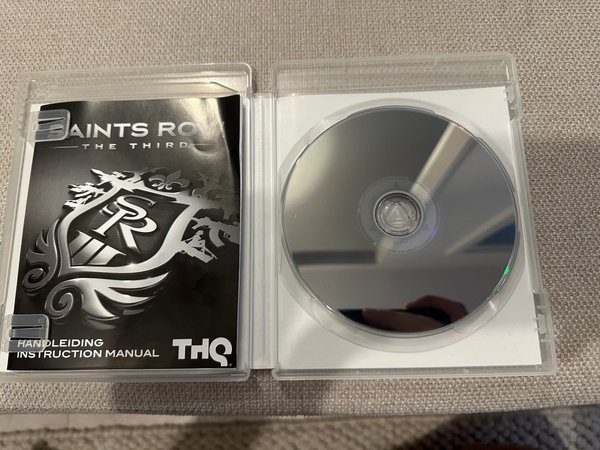 SAINTS ROW
THE THIRD
SR
HANDLEIDING
INSTRUCTION MANUAL
THQ